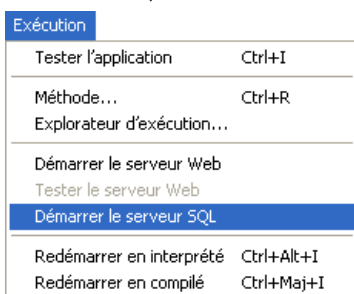 Exécution
Tester l'application Ctrl+I
Méthode... Ctrl+R
Explorateur d'exécution...
Démarrer le serveur Web
Tester le serveur Web
Démarrer le serveur SQL
Redémarrer en interprété Ctrl+Alt+I
Redémarrer en compilé Ctrl+Maj+I